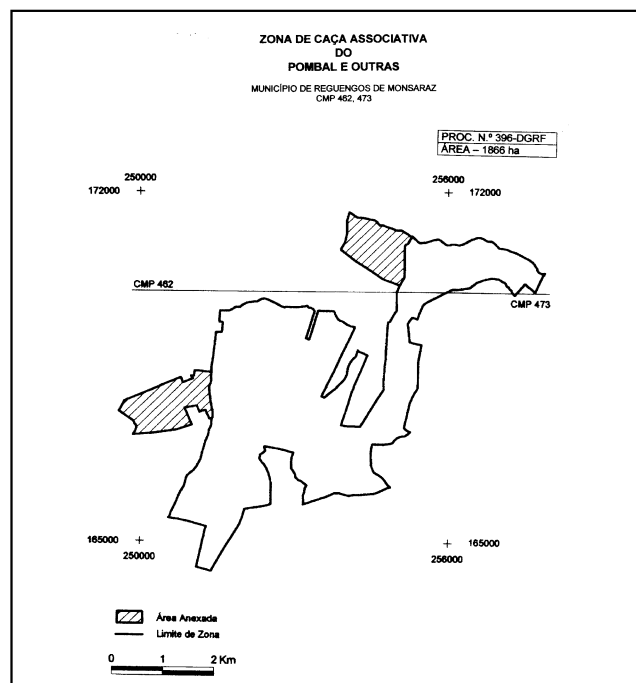 ZONA DE CAÇA ASSOCIATIVA
DO
POMBAL E OUTRAS
MUNICÍPIO DE REGUENGOS DE MONSARAZ
CMP 462, 473
PROC. N.º 396-DGRF
ÁREA – 1866 ha
250000
172000
256000
172000
CMP 462
CMP 473
165000
250000
165000
256000
Área Anexada
Limite de Zona
0 1 2 Km